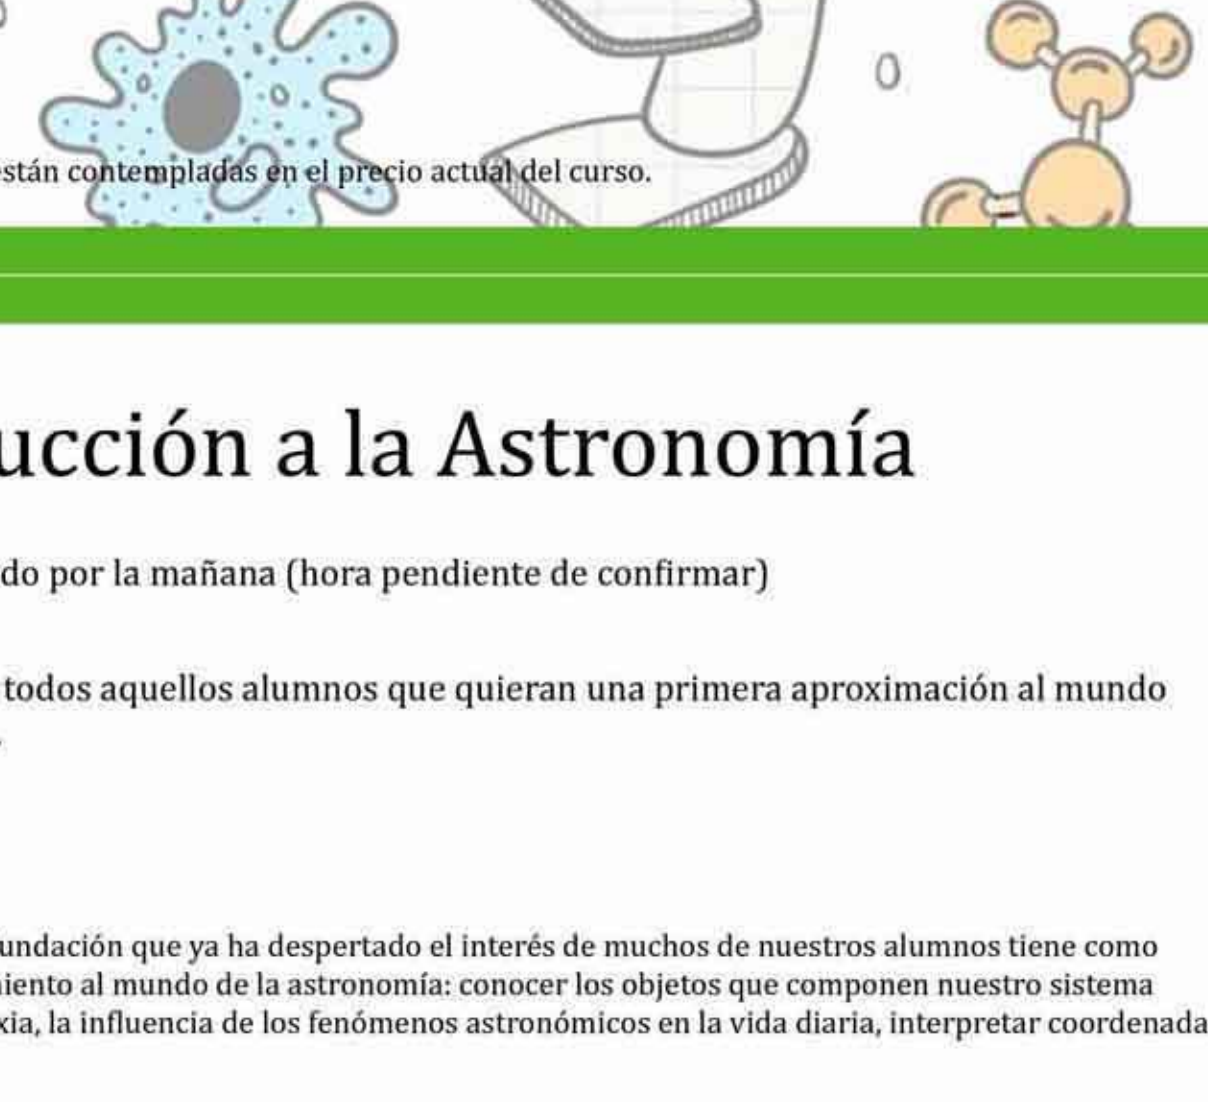 están contempladas en el precio actual del curso.
ucción a la Astronomía
do por la mañana (hora pendiente de confirmar)
todos aquellos alumnos que quieran una primera aproximación al mundo
undación que ya ha despertado el interés de muchos de nuestros alumnos tiene como
iento al mundo de la astronomía: conocer los objetos que componen nuestro sistema
xia, la influencia de los fenómenos astronómicos en la vida diaria, interpretar coordenada